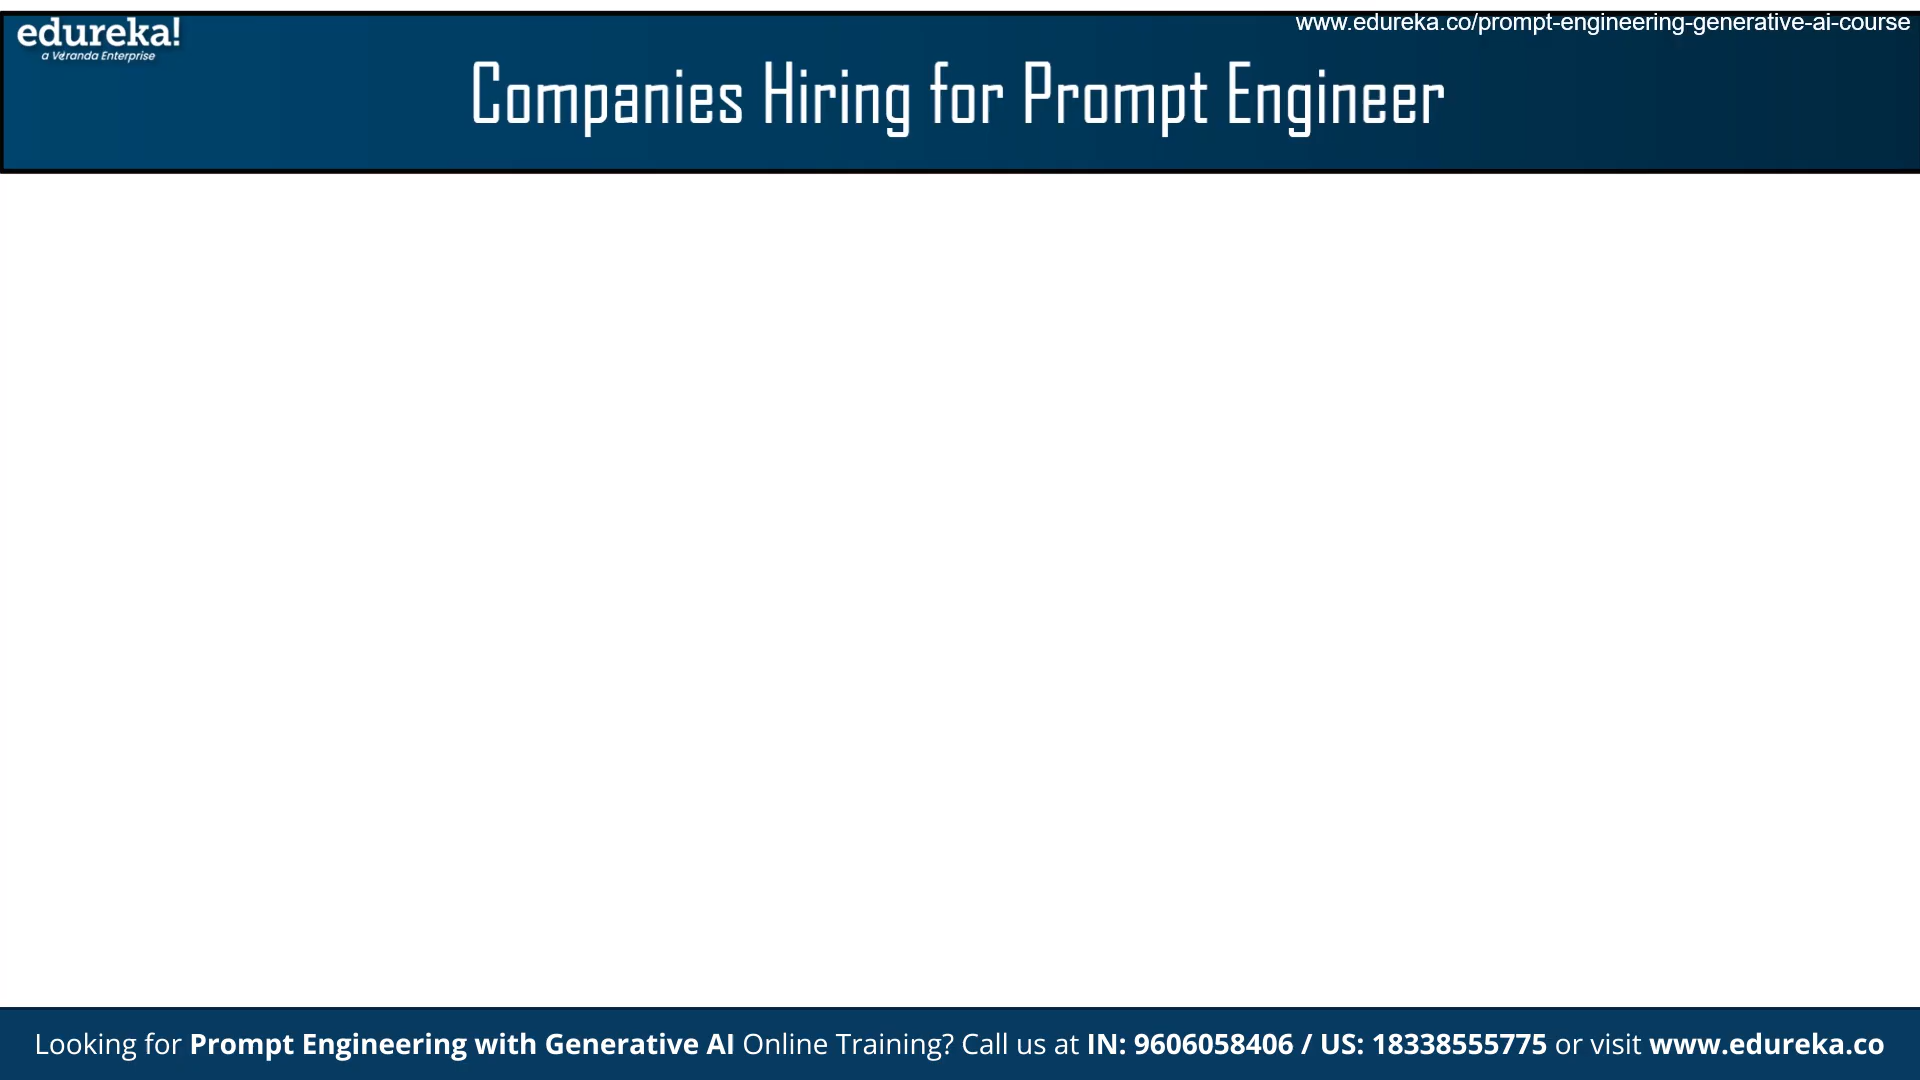 edureka!
a Veranda Enterprise
www.edureka.co/prompt-engineering-generative-ai-course
Companies Hiring for Prompt Engineer
Looking for Prompt Engineering with Generative AI Online Training? Call us at IN: 9606058406 / US: 18338555775 or visit www.edureka.co